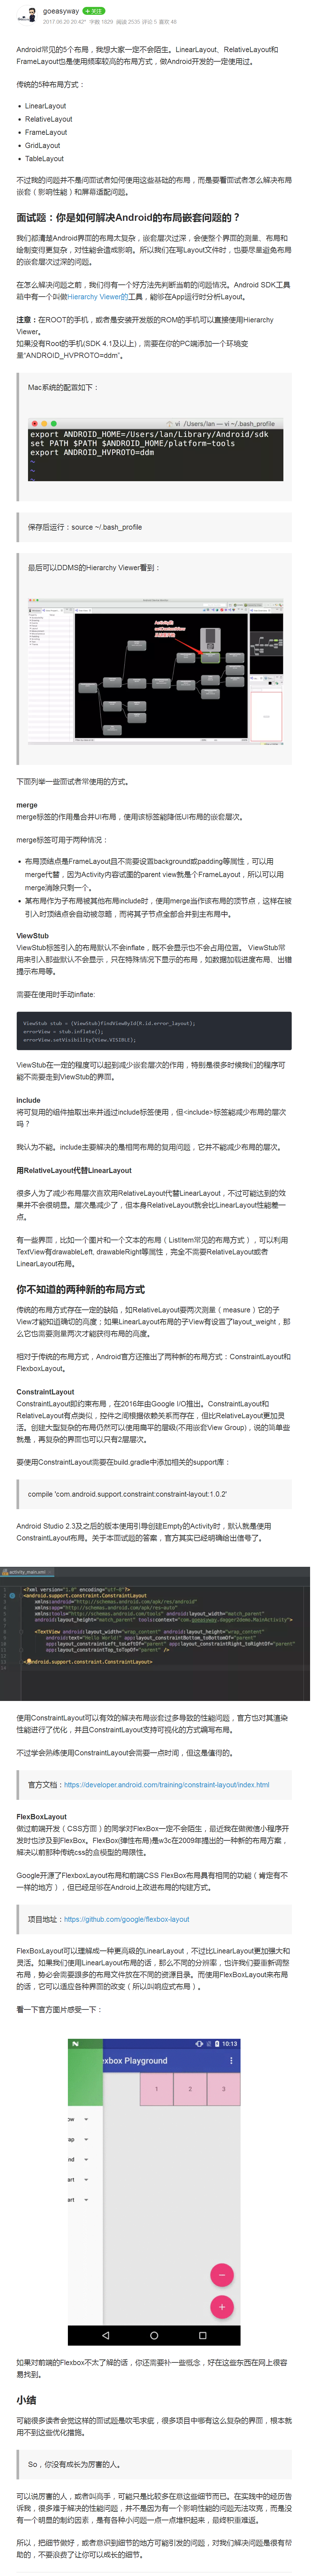 goeasyway
+ 关注
2017.06.20 20:42* 字数 1829 阅读 2535 评论 5 喜欢 48
Android常见的5个布局，我想大家一定不会陌生。LinearLayout、RelativeLayout和
FrameLayout也是使用频率较高的布局方式，做Android开发的一定使用过。
传统的5种布局方式：
LinearLayout
RelativeLayout
FrameLayout
GridLayout
TableLayout
不过我的问题并不是问面试者如何使用这些基础的布局，而是要看面试者怎么解决布局
嵌套（影响性能）和屏幕适配问题。
面试题：你是如何解决Android的布局嵌套问题的？
我们都清楚Android界面的布局太复杂，嵌套层次过深，会使整个界面的测量、布局和
绘制变得更复杂，对性能会造成影响。所以我们在写Layout文件时，也要尽量避免布局
的嵌套层次过深的问题。
在怎么解决问题之前，我们得有一个好方法先判断当前的问题情况。Android SDK工具
箱中有一个叫做Hierarchy Viewer的工具，能够在App运行时分析Layout。
注意：在ROOT的手机，或者是安装开发版的ROM的手机可以直接使用Hierarchy
Viewer。
如果没有Root的手机(SDK 4.1及以上)，需要在你的PC端添加一个环境变
量"ANDROID_HVPROTO=ddm"。
Mac系统的配置如下：
vi /Users/lan — vi ~/.bash_profile
export ANDROID_HOME=/Users/lan/Library/Android/sdk
set PATH $PATH $ANDROID_HOME/platform-tools
export ANDROID_HVPROTO=ddm
~
~
~
保存后运行：source ~/.bash_profile
最后可以DDMS的Hierarchy Viewer看到：
下面列举一些面试者常使用的方式。
merge
merge标签的作用是合并UI布局，使用该标签能降低UI布局的嵌套层次。
merge标签可用于两种情况：
布局顶结点是FrameLayout且不需要设置background或padding等属性，可以用
merge代替，因为Activity内容试图的parent view就是个FrameLayout，所以可以用
merge消除只剩一个。
某布局作为子布局被其他布局include时，使用merge当作该布局的顶节点，这样在被
引入时顶结点会自动被忽略，而将其子节点全部合并到主布局中。
ViewStub
ViewStub标签引入的布局默认不会inflate，既不会显示也不会占用位置。 ViewStub常
用来引入那些默认不会显示，只在特殊情况下显示的布局，如数据加载进度布局、出错
提示布局等。
需要在使用时手动inflate:
ViewStub stub = (ViewStub)findViewById(R.id.error_layout);
errorView = stub.inflate();
errorView.setVisibility(View.VISIBLE);
ViewStub在一定的程度可以起到减少嵌套层次的作用，特别是很多时候我们的程序可
能不需要走到ViewStub的界面。
include
将可复用的组件抽取出来并通过include标签使用，但<include>标签能减少布局的层次
吗？
我认为不能。include主要解决的是相同布局的复用问题，它并不能减少布局的层次。
用RelativeLayout代替LinearLayout
很多人为了减少布局层次喜欢用RelativeLayout代替LinearLayout，不过可能达到的效
果并不会很明显。层次是减少了，但本身RelativeLayout就会比LinearLayout性能差一
点。
有一些界面，比如一个图片和一个文本的布局（ListItem常见的布局方式），可以利用
TextView有drawableLeft, drawableRight等属性，完全不需要RelativeLayout或者
LinearLayout布局。
你不知道的两种新的布局方式
传统的布局方式存在一定的缺陷，如RelativeLayout要两次测量（measure）它的子
View才能知道确切的高度；如果LinearLayout布局的子View有设置了layout_weight，那
么它也需要测量两次才能获得布局的高度。
相对于传统的布局方式，Android官方还推出了两种新的布局方式：ConstraintLayout和
FlexboxLayout。
ConstraintLayout
ConstraintLayout即约束布局，在2016年由Google I/O推出。ConstraintLayout和
RelativeLayout有点类似，控件之间根据依赖关系而存在，但比RelativeLayout更加灵
活。创建大型复杂的布局仍然可以使用扁平的层级(不用嵌套View Group)，说的简单些
就是，再复杂的界面也可以只有2层层次。
要使用ConstraintLayout需要在build.gradle中添加相关的support库：
compile 'com.android.support.constraint:constraint-layout:1.0.2'
Android Studio 2.3及之后的版本使用引导创建Empty的Activity时，默认就是使用
ConstraintLayout布局。关于本面试题的答案，官方其实已经明确给出信号了。
activity_main.xml
<?xml version="1.0" encoding="utf-8"?>
<android.support.constraint.ConstraintLayout
xmlns:android="http://schemas.android.com/apk/res/android"
xmlns:app="http://schemas.android.com/apk/res-auto"
xmlns:tools="http://schemas.android.com/tools" android:layout_width="match_parent"
</android.support.constraint.ConstraintLayout>
使用ConstraintLayout可以有效的解决布局嵌套过多导致的性能问题，官方也对其渲染
性能进行了优化，并且ConstraintLayout支持可视化的方式编写布局。
不过学会熟练使用ConstraintLayout会需要一点时间，但这是值得的。
官方文档：https://developer.android.com/training/constraint-layout/index.html
FlexBoxLayout
做过前端开发（CSS方面）的同学对FlexBox一定不会陌生，最近我在做微信小程序开
发时也涉及到FlexBox。FlexBox(弹性布局)是w3c在2009年提出的一种新的布局方案，
解决以前那种传统css的盒模型的局限性。
Google开源了FlexboxLayout布局和前端CSS FlexBox布局具有相同的功能（肯定有不
一样的地方），但已经足够在Android上改进布局的构建方式。
项目地址：https://github.com/google/flexbox-layout
FlexBoxLayout可以理解成一种更高级的LinearLayout，不过比LinearLayout更加强大和
灵活。如果我们使用LinearLayout布局的话，那么不同的分辨率，也许我们要重新调整
布局，势必会需要跟多的布局文件放在不同的资源目录。而使用FlexBoxLayout来布局
的话，它可以适应各种界面的改变（所以叫响应式布局）。
看一下官方图片感受一下：
10:13
exbox Playground
1 2 3
ow
ap
nd
art
art
如果对前端的Flexbox不太了解的话，你还需要补一些概念，好在这些东西在网上很容
易找到。
小结
可能很多读者会觉这样的面试题是吹毛求疵，很多项目中哪有这么复杂的界面，根本就
用不到这些优化措施。
So，你没有成长为厉害的人。
可以说厉害的人，或者叫高手，可能只是比较多在意这些细节而已。在实践中的经历告
诉我，很多难于解决的性能问题，并不是因为有一个影响性能的问题无法攻克，而是没
有一个明显的制约因素，是有各种小问题一点一点堆积起来，最终积重难返。
所以，把细节做好，或者意识到细节的地方可能引发的问题，对我们解决问题是很有帮
助的，不要浪费了让你可以成长的细节。